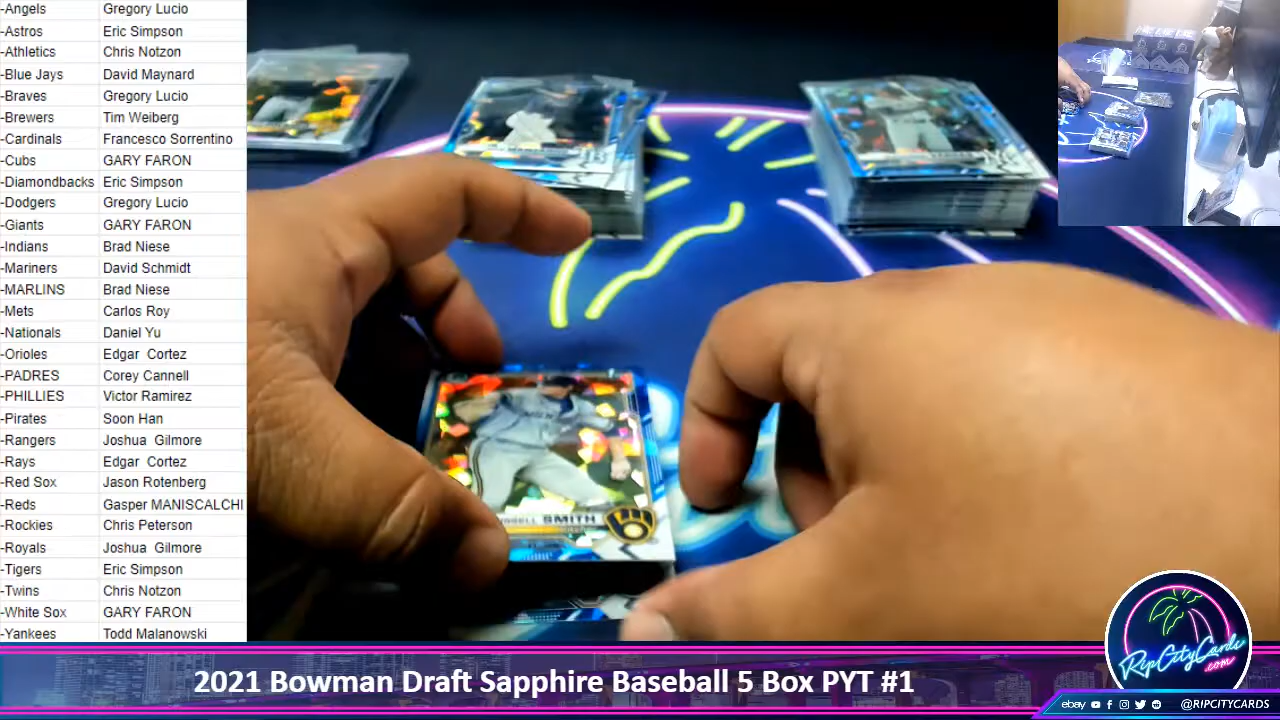 -Angels Gregory Lucio
-Astros Eric Simpson
-Athletics Chris Notzon
-Blue Jays David Maynard
-Braves Gregory Lucio
-Brewers Tim Weiberg
-Cardinals Francesco Sorrentino
-Cubs GARY FARON
-Diamondbacks Eric Simpson
-Dodgers Gregory Lucio
-Giants GARY FARON
-Indians Brad Niese
-Mariners David Schmidt
-MARLINS Brad Niese
-Mets Carlos Roy
-Nationals Daniel Yu
-Orioles Edgar Cortez
-PADRES Corey Cannell
-PHILLIES Victor Ramirez
-Pirates Soon Han
-Rangers Joshua Gilmore
-Rays Edgar Cortez
-Red Sox Jason Rotenberg
-Reds Gasper MANISCALCHI
-Rockies Chris Peterson
-Royals Joshua Gilmore
-Tigers Eric Simpson
-Twins Chris Notzon
-White Sox GARY FARON
-Yankees Todd Malanowski
SMITH
2021 Bowman Draft Sapphire Baseball 5 Box PYT #1
RipCityCards
.com
ebay @RIPCITYCARDS